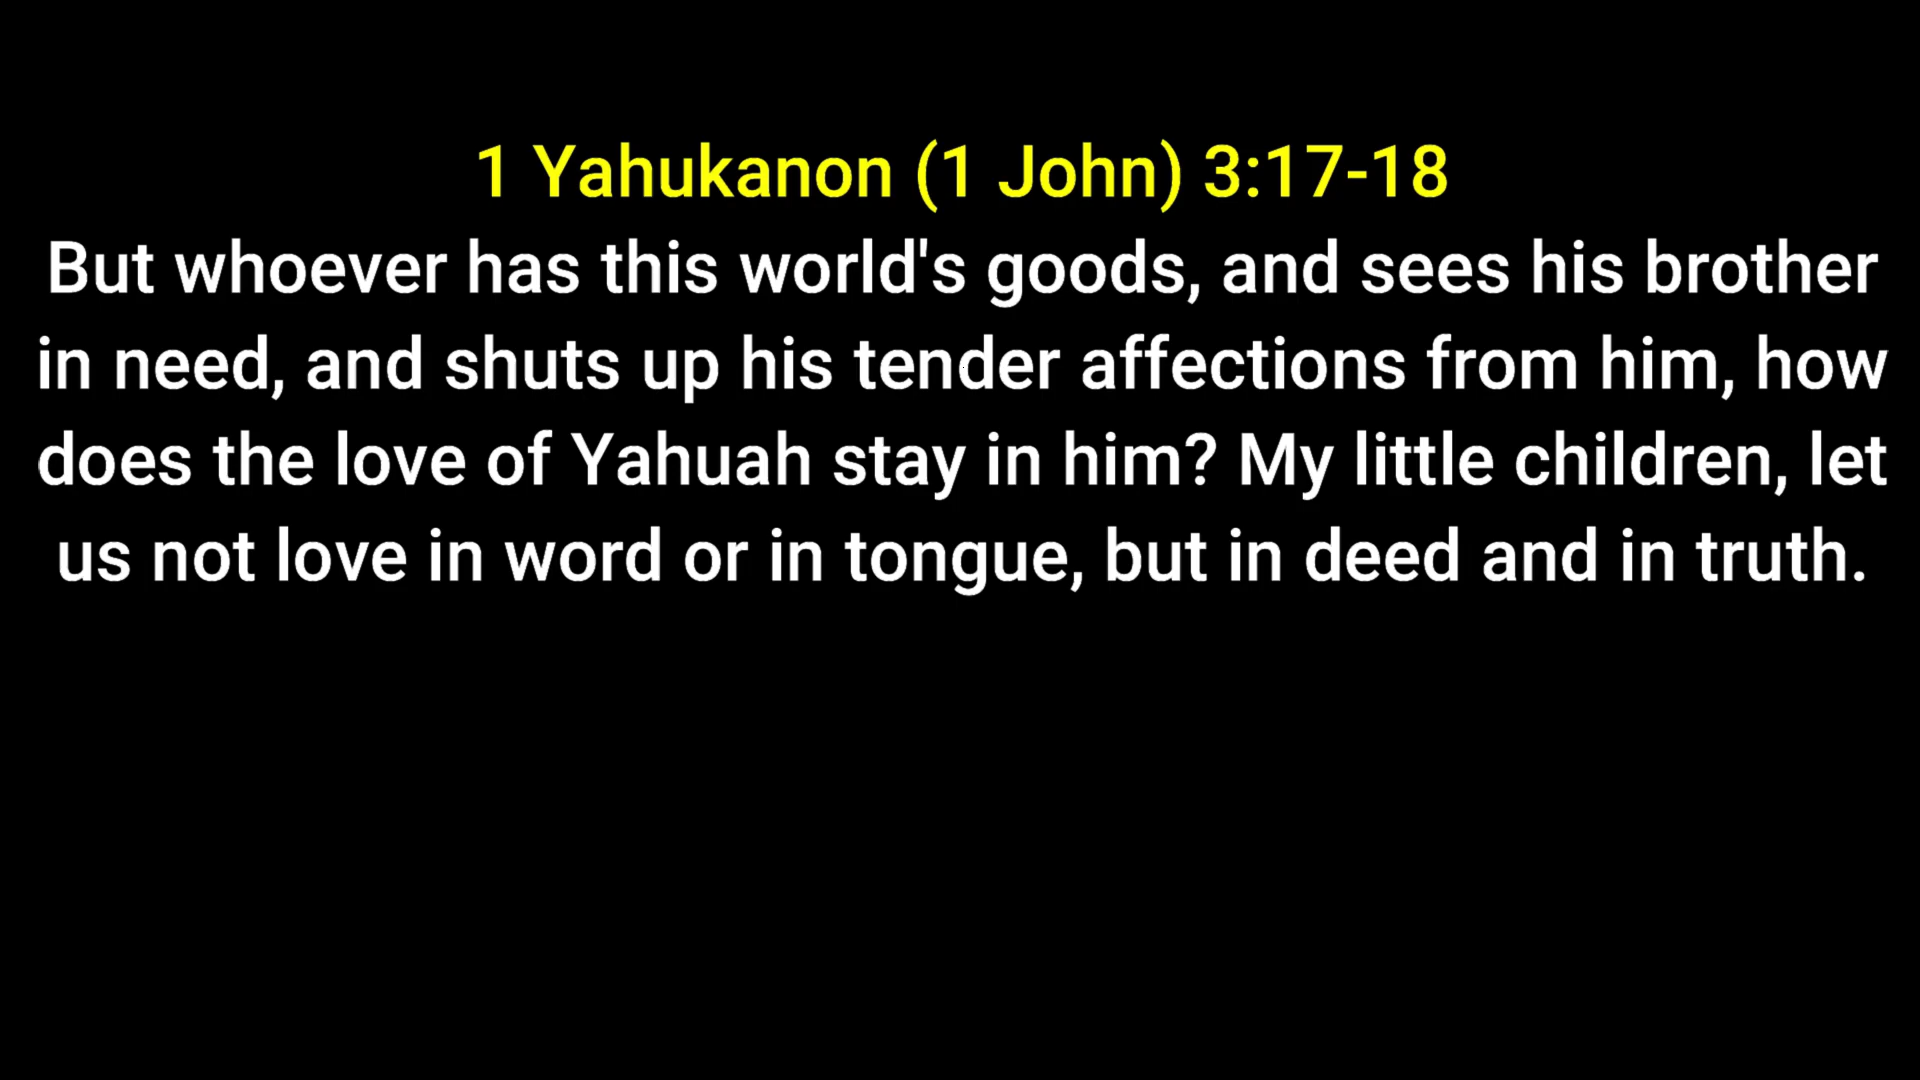 1 Yahukanon (1 John) 3:17-18
But whoever has this world's goods, and sees his brother
in need, and shuts up his tender affections from him, how
does the love of Yahuah stay in him? My little children, let
us not love in word or in tongue, but in deed and in truth.